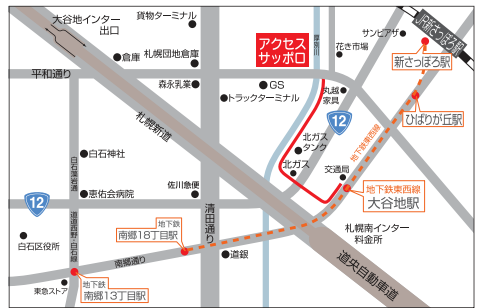 大谷地インター
出口
貨物ターミナル
アクセス
サッポロ
厚別川
サンピアザ
JR新さっぽろ駅
花き市場
新さっぽろ駅
倉庫
札幌団地倉庫
平和通り
森永乳業
GS
トラックターミナル
丸越
家具
12
ひばりが丘駅
札幌新道
北ガス
タンク
地下鉄東西線
白石神社
北ガス
交通局
白石藻岩通
恵佑会病院
佐川急便
地下鉄東西線
大谷地駅
12
清田通り
道道西野・白石線
地下鉄
南郷18丁目駅
札幌南インター
料金所
白石区役所
南郷通り
道銀
道央自動車道
東急ストア
地下鉄
南郷13丁目駅